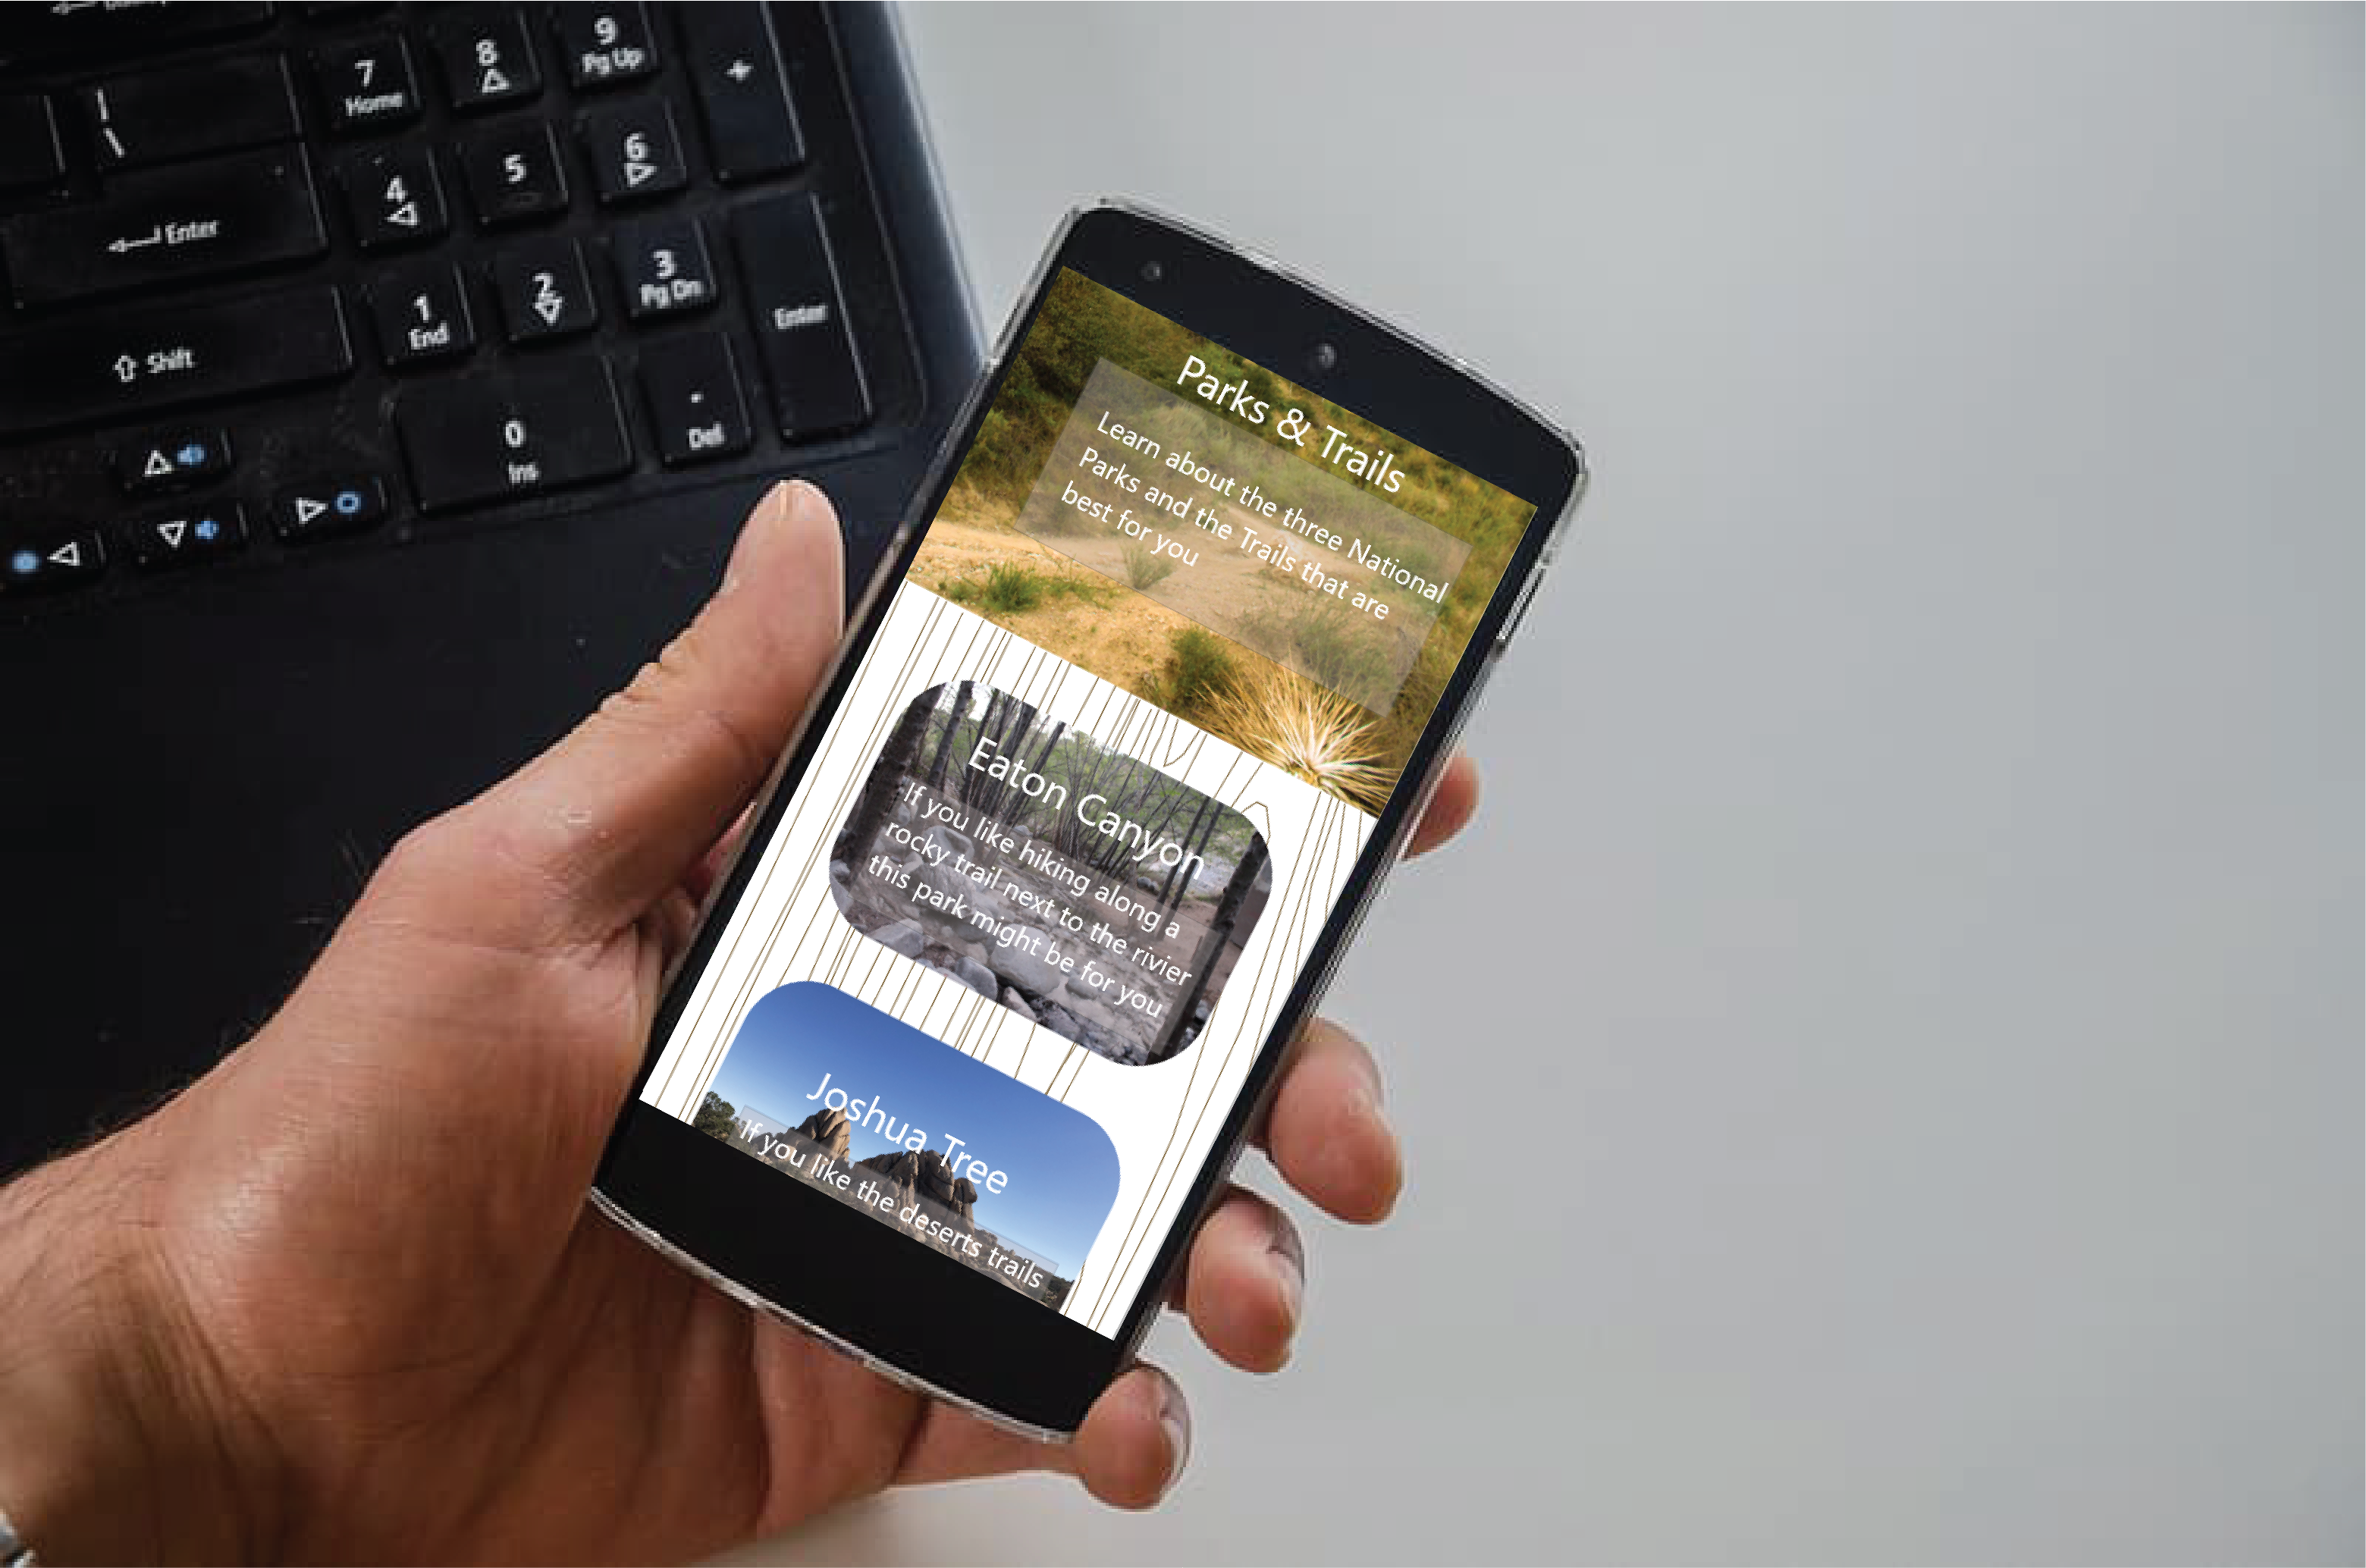 7
Home
8
9
Pg Up
+
|
\
4
5
6
Enter
1
End
2
3
Pg Dn
Enter
Shift
0
Ins
.
Del
Parks & Trails
Learn about the three National
Parks and the Trails that are
best for you
Eaton Canyon
If you like hiking along a
rocky trail next to the rivier
this park might be for you
Joshua Tree
If you like the deserts trails